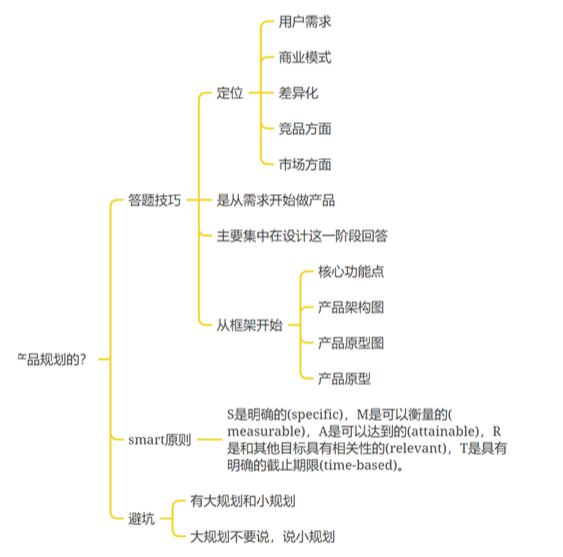 用户需求
商业模式
定位
差异化
竞品方面
市场方面
答题技巧
是从需求开始做产品
主要集中在设计这一阶段回答
核心功能点
产品架构图
从框架开始
产品原型图
产品原型
产品规划的?
smart原则
S是明确的(specific)，M是可以衡量的(
measurable)，A是可以达到的(attainable)，R
是和其他目标具有相关性的(relevant)，T是具有
明确的截止期限(time-based)。
有大规划和小规划
避坑
大规划不要说，说小规划